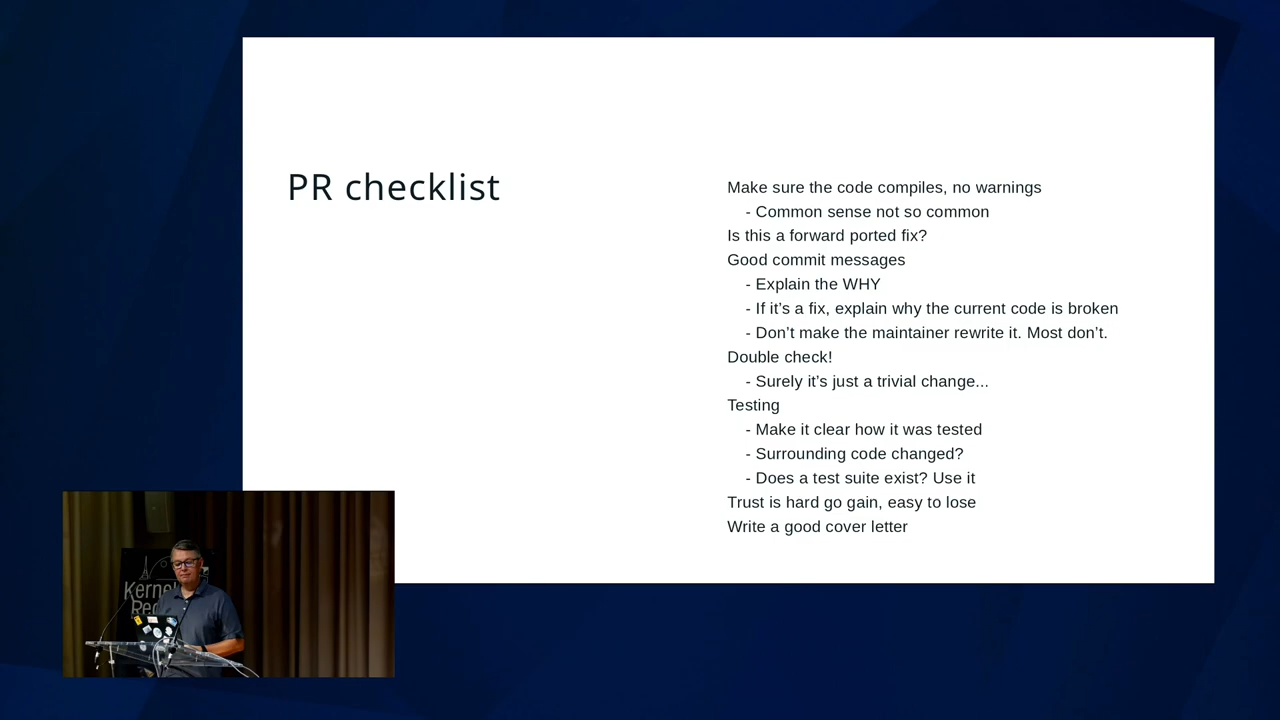 PR checklist
Make sure the code compiles, no warnings
- Common sense not so common
Is this a forward ported fix?
Good commit messages
- Explain the WHY
- If it’s a fix, explain why the current code is broken
- Don’t make the maintainer rewrite it. Most don’t.
Double check!
- Surely it’s just a trivial change...
Testing
- Make it clear how it was tested
- Surrounding code changed?
- Does a test suite exist? Use it
Trust is hard go gain, easy to lose
Write a good cover letter